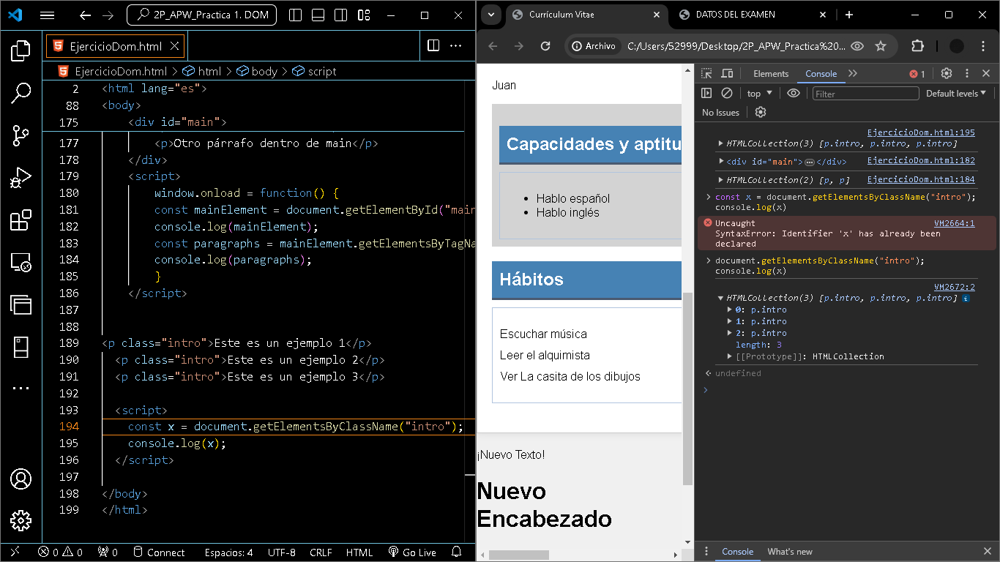 2P_APW_Practica 1. DOM
EjercicioDom.html
EjercicioDom.html > html > body > script
2 <html lang="es">
88 <body>
175 <div id="main">
177 <p>Otro párrafo dentro de main</p>
178 </div>
179 <script>
180 window.onload = function() {
181 const mainElement = document.getElementById("main
182 console.log(mainElement);
183 const paragraphs = mainElement.getElementsByTagNa
184 console.log(paragraphs);
185 }
186 </script>
187
188
189 <p class="intro">Este es un ejemplo 1</p>
190 <p class="intro">Este es un ejemplo 2</p>
191 <p class="intro">Este es un ejemplo 3</p>
192
193 <script>
194 const x = document.getElementsByClassName("intro");
195 console.log(x);
196 </script>
197
198 </body>
199 </html>
0 0 0 Connect Espacios: 4 UTF-8 CRLF HTML Go Live
Currículum Vitae
DATOS DEL EXAMEN
Archivo C:/Users/52999/Desktop/2P_APW_Practica%20...
Juan
Capacidades y aptitu
• Hablo español
• Hablo inglés
Hábitos
Escuchar música
Leer el alquimista
Ver La casita de los dibujos
¡Nuevo Texto!
Nuevo
Encabezado
Elements Console 1
top Filter Default levels
No Issues
EjercicioDom.html:195
HTMLCollection(3) [p.intro, p.intro, p.intro]
<div id="main">…</div> EjercicioDom.html:182
HTMLCollection(2) [p, p] EjercicioDom.html:184
> const x = document.getElementsByClassName("intro");
console.log(x)
Uncaught VM2664:1
SyntaxError: Identifier 'x' has already been
declared
> document.getElementsByClassName("intro");
console.log(x)
VM2672:2
HTMLCollection(3) [p.intro, p.intro, p.intro] i
0: p.intro
1: p.intro
2: p.intro
length: 3
[[Prototype]]: HTMLCollection
undefined
>
Console What's new